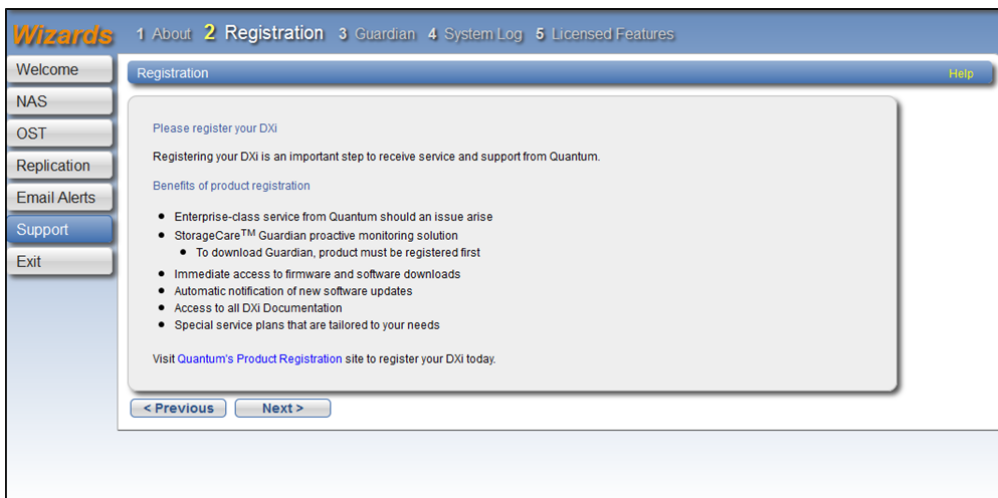 Wizards 1 About 2 Registration 3 Guardian 4 System Log 5 Licensed Features
Welcome
NAS
OST
Replication
Email Alerts
Support
Exit
Registration Help
Please register your DXi
Registering your DXi is an important step to receive service and support from Quantum.
Benefits of product registration
• Enterprise-class service from Quantum should an issue arise
• StorageCare™ Guardian proactive monitoring solution
• To download Guardian, product must be registered first
• Immediate access to firmware and software downloads
• Automatic notification of new software updates
• Access to all DXi Documentation
• Special service plans that are tailored to your needs
Visit Quantum's Product Registration site to register your DXi today.
< Previous Next >